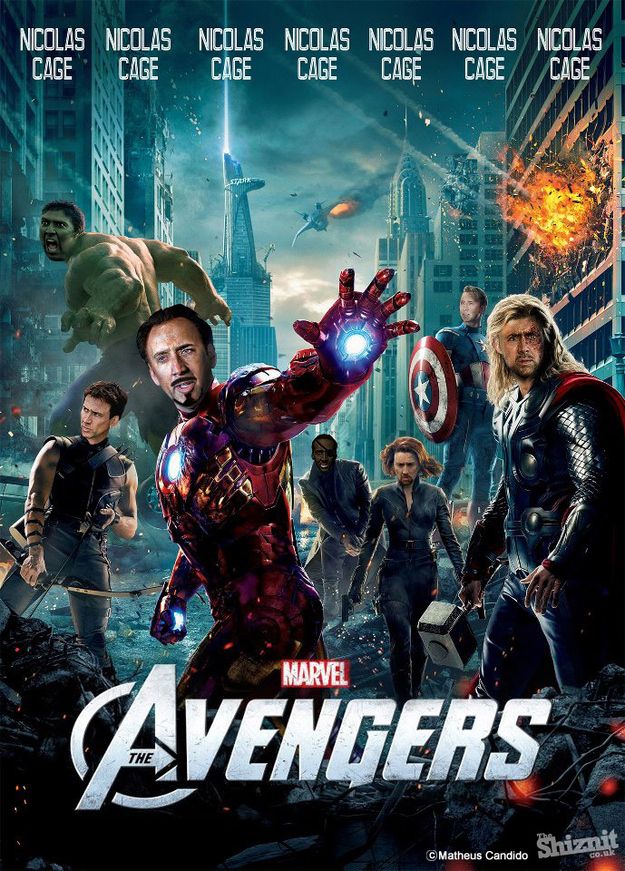 NICOLAS NICOLAS NICOLAS NICOLAS NICOLAS NICOLAS NICOLAS
CAGE CAGE CAGE CAGE CAGE CAGE CAGE
STARK
MARVEL
THE AVENGERS
©Matheus Candido
The Shiznit
co.uk